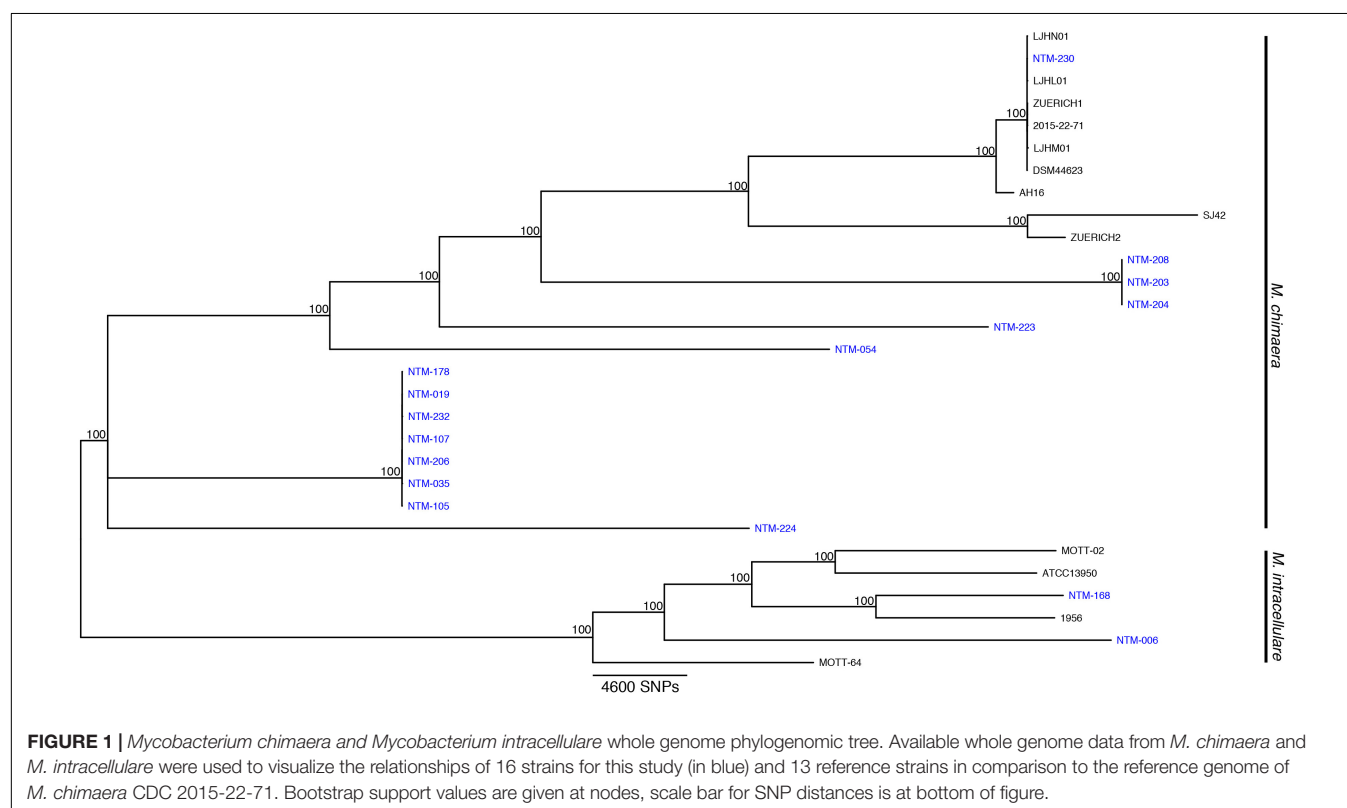 LJHN01
NTM-230
LJHL01
ZUERICH1
100
2015-22-71
LJHM01
100
DSM44623
100
AH16
SJ42
100
100
ZUERICH2
NTM-208
100
100
NTM-203
NTM-204
100
NTM-223
NTM-054
NTM-178
NTM-019
NTM-232
NTM-107
100
NTM-206
100
NTM-035
NTM-105
NTM-224
M. chimaera
MOTT-02
100
ATCC13950
100
NTM-168
100
100
1956
100
NTM-006
MOTT-64
M. intracellulare
4600 SNPs
FIGURE 1 | Mycobacterium chimaera and Mycobacterium intracellulare whole genome phylogenomic tree. Available whole genome data from M. chimaera and
M. intracellulare were used to visualize the relationships of 16 strains for this study (in blue) and 13 reference strains in comparison to the reference genome of
M. chimaera CDC 2015-22-71. Bootstrap support values are given at nodes, scale bar for SNP distances is at bottom of figure.